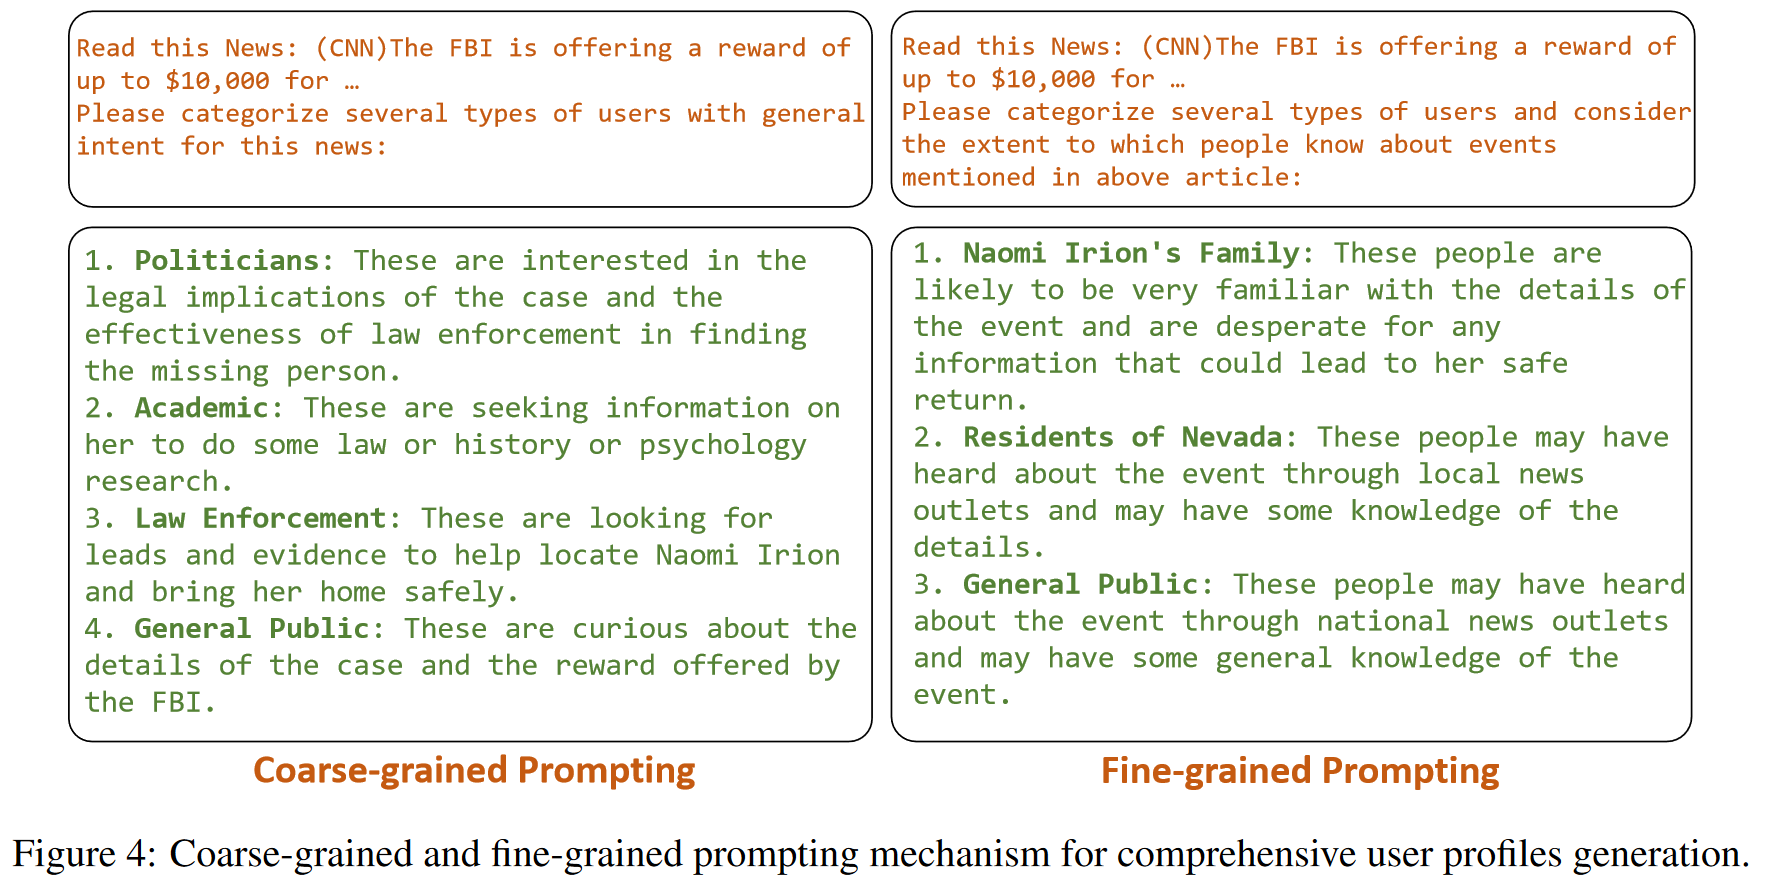 Read this News: (CNN)The FBI is offering a reward of
up to $10,000 for …
Please categorize several types of users with general
intent for this news:
Read this News: (CNN)The FBI is offering a reward of
up to $10,000 for …
Please categorize several types of users and consider
the extent to which people know about events
mentioned in above article:
1. Politicians: These are interested in the
legal implications of the case and the
effectiveness of law enforcement in finding
the missing person.
2. Academic: These are seeking information on
her to do some law or history or psychology
research.
3. Law Enforcement: These are looking for
leads and evidence to help locate Naomi Irion
and bring her home safely.
4. General Public: These are curious about the
details of the case and the reward offered by
the FBI.
1. Naomi Irion's Family: These people are
likely to be very familiar with the details of
the event and are desperate for any
information that could lead to her safe
return.
2. Residents of Nevada: These people may have
heard about the event through local news
outlets and may have some knowledge of the
details.
3. General Public: These people may have heard
about the event through national news outlets
and may have some general knowledge of the
event.
Coarse-grained Prompting
Fine-grained Prompting
Figure 4: Coarse-grained and fine-grained prompting mechanism for comprehensive user profiles generation.